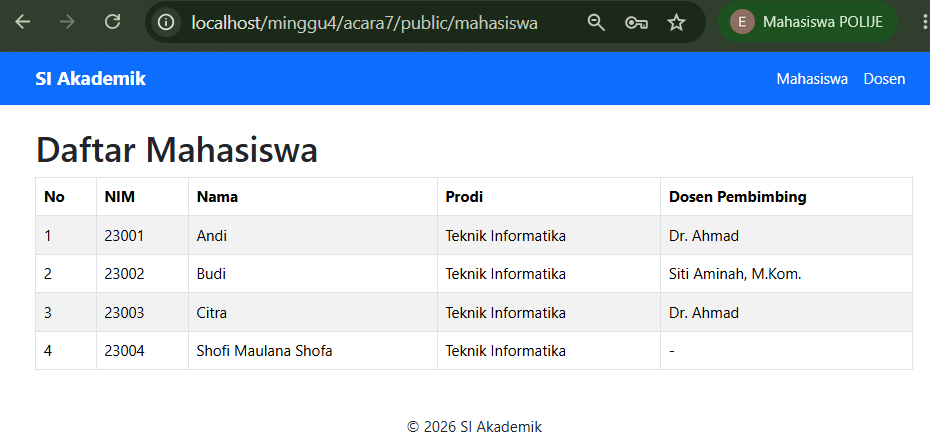 localhost/minggu4/acara7/public/mahasiswa E Mahasiswa POLIJE
SI Akademik Mahasiswa Dosen
Daftar Mahasiswa
No NIM Nama Prodi Dosen Pembimbing
1 23001 Andi Teknik Informatika Dr. Ahmad
2 23002 Budi Teknik Informatika Siti Aminah, M.Kom.
3 23003 Citra Teknik Informatika Dr. Ahmad
4 23004 Shofi Maulana Shofa Teknik Informatika -
© 2026 SI Akademik